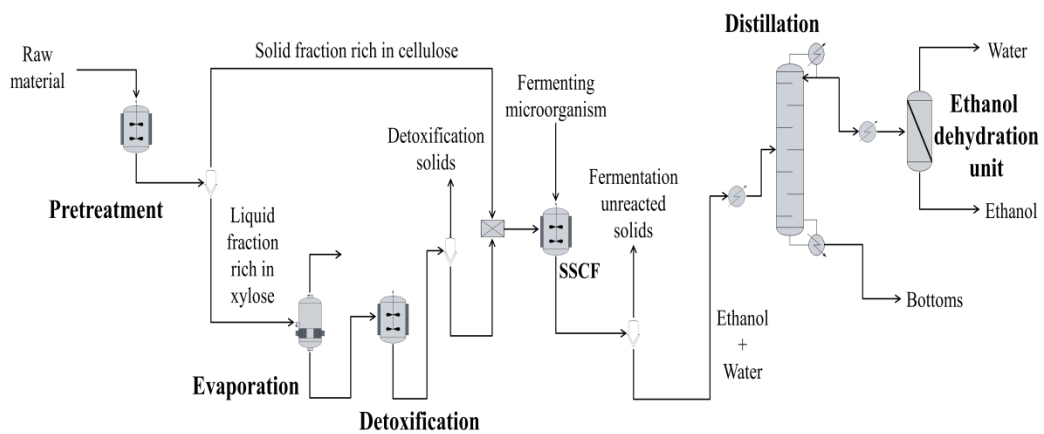 Raw
material
Pretreatment
Solid fraction rich in cellulose
Liquid
fraction
rich in
xylose
Evaporation
Detoxification
Detoxification
solids
Fermenting
microorganism
SSCF
Fermentation
unreacted
solids
Ethanol
+
Water
Distillation
Bottoms
Water
Ethanol
dehydration
unit
Ethanol